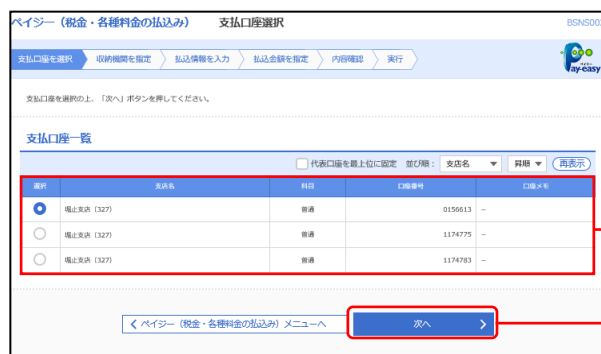 ペイジー（税金・各種料金の払込み） 支払口座選択 BSNS00
支払口座を選択 収納機関を指定 払込情報を入力 払込金額を指定 内容確認 実行 Pay-easy
支払口座を選択の上、「次へ」ボタンを押してください。
支払口座一覧
代表口座を最上位に固定 並び順： 支店名 昇順 再表示
選択 支店名 科目 口座番号 口座メモ
堀止支店（327） 普通 0156613 −
堀止支店（327） 普通 1174775 −
堀止支店（327） 普通 1174783 −
ペイジー（税金・各種料金の払込み）メニューへ 次へ